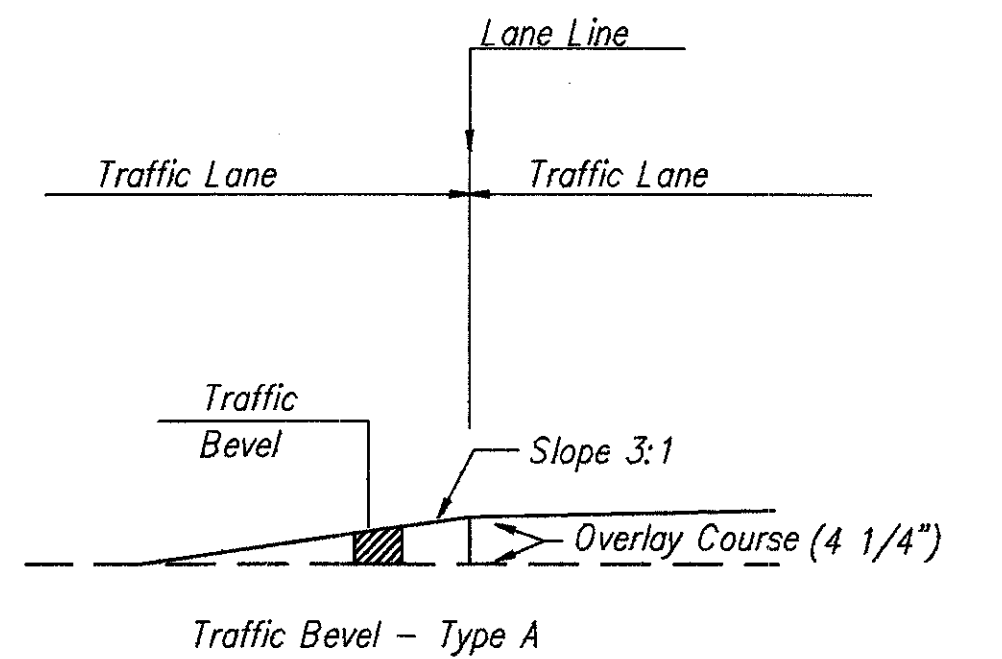 Lane Line
Traffic Lane
Traffic Lane
Traffic
Bevel
Slope 3:1
Overlay Course (4 1/4")
Traffic Bevel - Type A